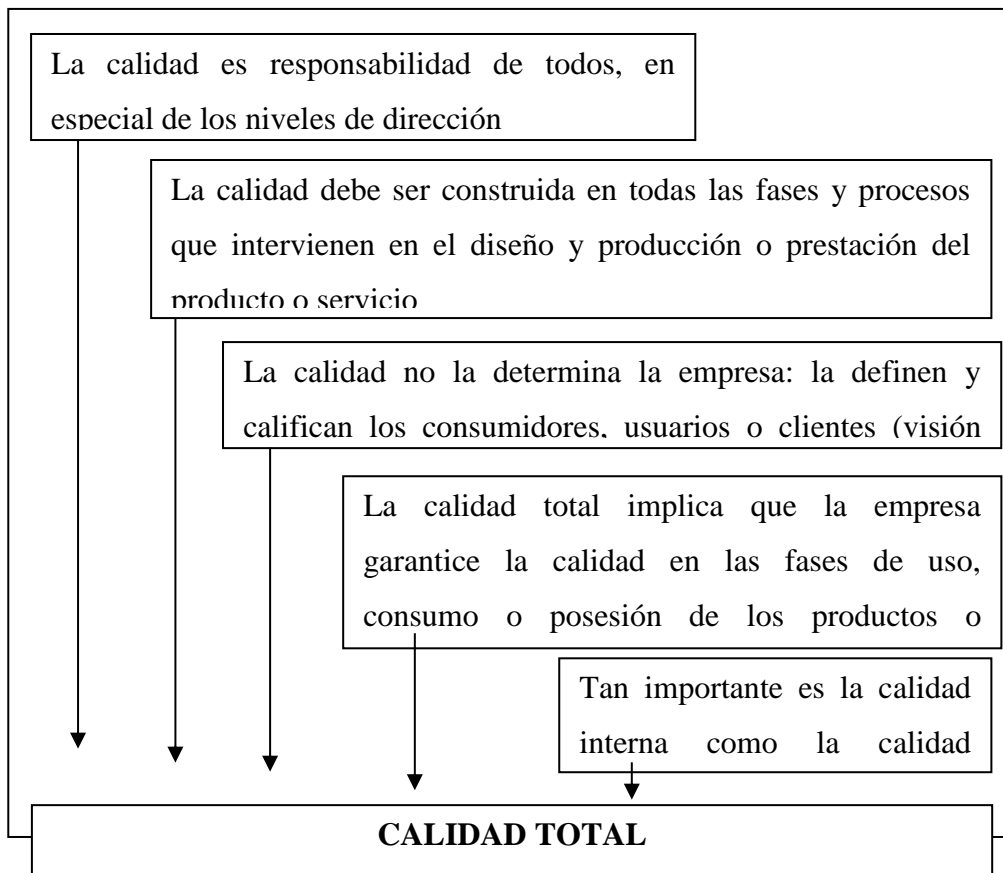 La calidad es responsabilidad de todos, en
especial de los niveles de dirección
La calidad debe ser construida en todas las fases y procesos
que intervienen en el diseño y producción o prestación del
producto o servicio
La calidad no la determina la empresa: la definen y
califican los consumidores, usuarios o clientes (visión
La calidad total implica que la empresa
garantice la calidad en las fases de uso,
consumo o posesión de los productos o
Tan importante es la calidad
interna como la calidad
CALIDAD TOTAL